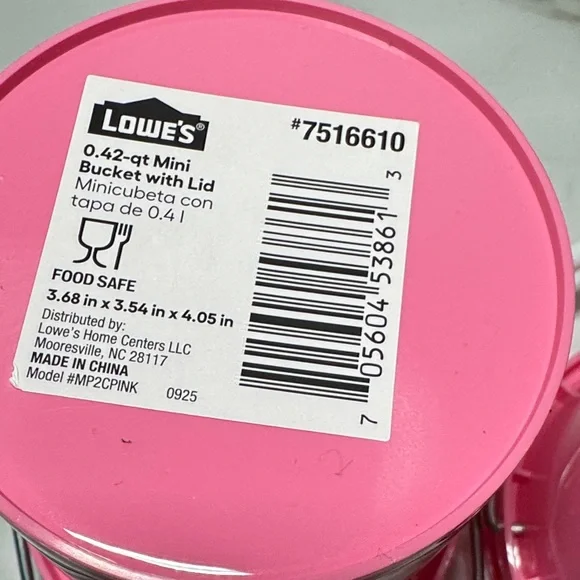 LOWE'S®
#7516610
0.42-qt Mini
Bucket with Lid
Minicubeta con
tapa de 0.4 l
FOOD SAFE
3.68 in x 3.54 in x 4.05 in
Distributed by:
Lowe's Home Centers LLC
Mooresville, NC 28117
MADE IN CHINA
Model #MP2CPINK 0925
7 05604 53861 3